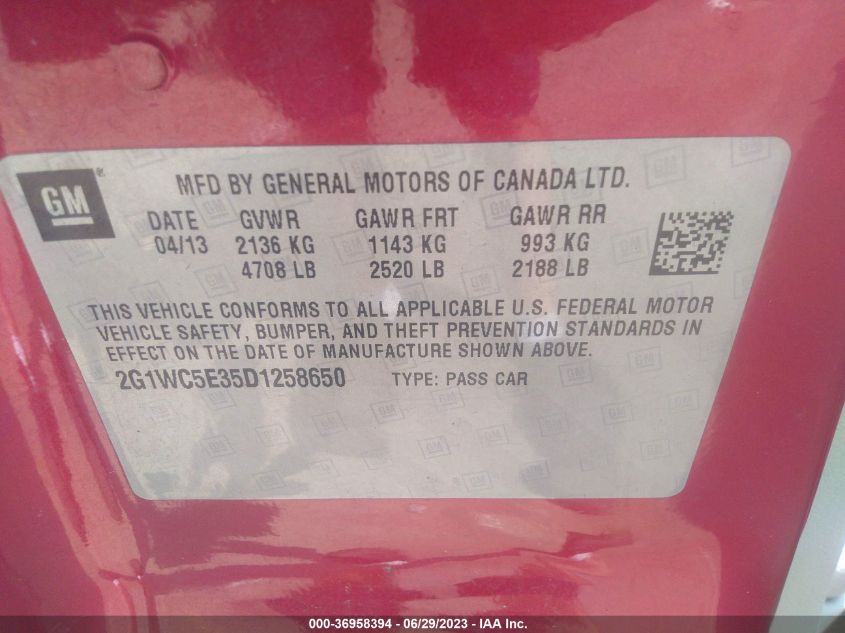 GM
MFD BY GENERAL MOTORS OF CANADA LTD.
DATE GVWR GAWR FRT GAWR RR
04/13 2136 KG 1143 KG 993 KG
4708 LB 2520 LB 2188 LB
THIS VEHICLE CONFORMS TO ALL APPLICABLE U.S. FEDERAL MOTOR
VEHICLE SAFETY, BUMPER, AND THEFT PREVENTION STANDARDS IN
EFFECT ON THE DATE OF MANUFACTURE SHOWN ABOVE.
2G1WC5E35D1258650 TYPE: PASS CAR
000-36958394 - 06/29/2023 - IAA Inc.